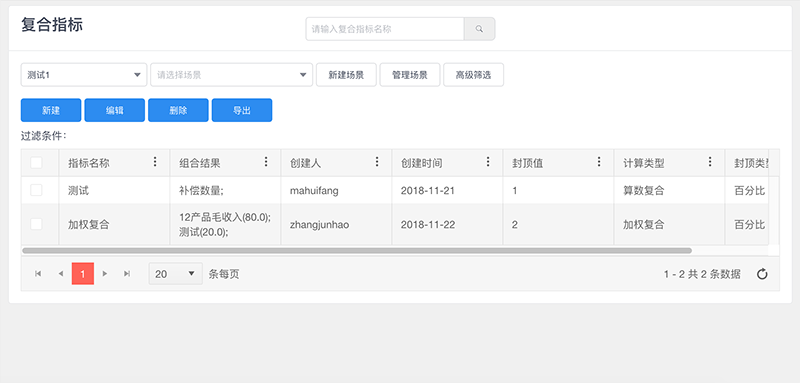 复合指标
请输入复合指标名称
测试1 请选择场景 新建场景 管理场景 高级筛选
新建 编辑 删除 导出
过滤条件:
指标名称 组合结果 创建人 创建时间 封顶值 计算类型 封顶类
测试 补偿数量; mahuifang 2018-11-21 1 算数复合 百分比
加权复合 12产品毛收入(80.0); zhangjunhao 2018-11-22 2 加权复合 百分比
测试(20.0);
1 20 条每页 1 - 2 共 2 条数据